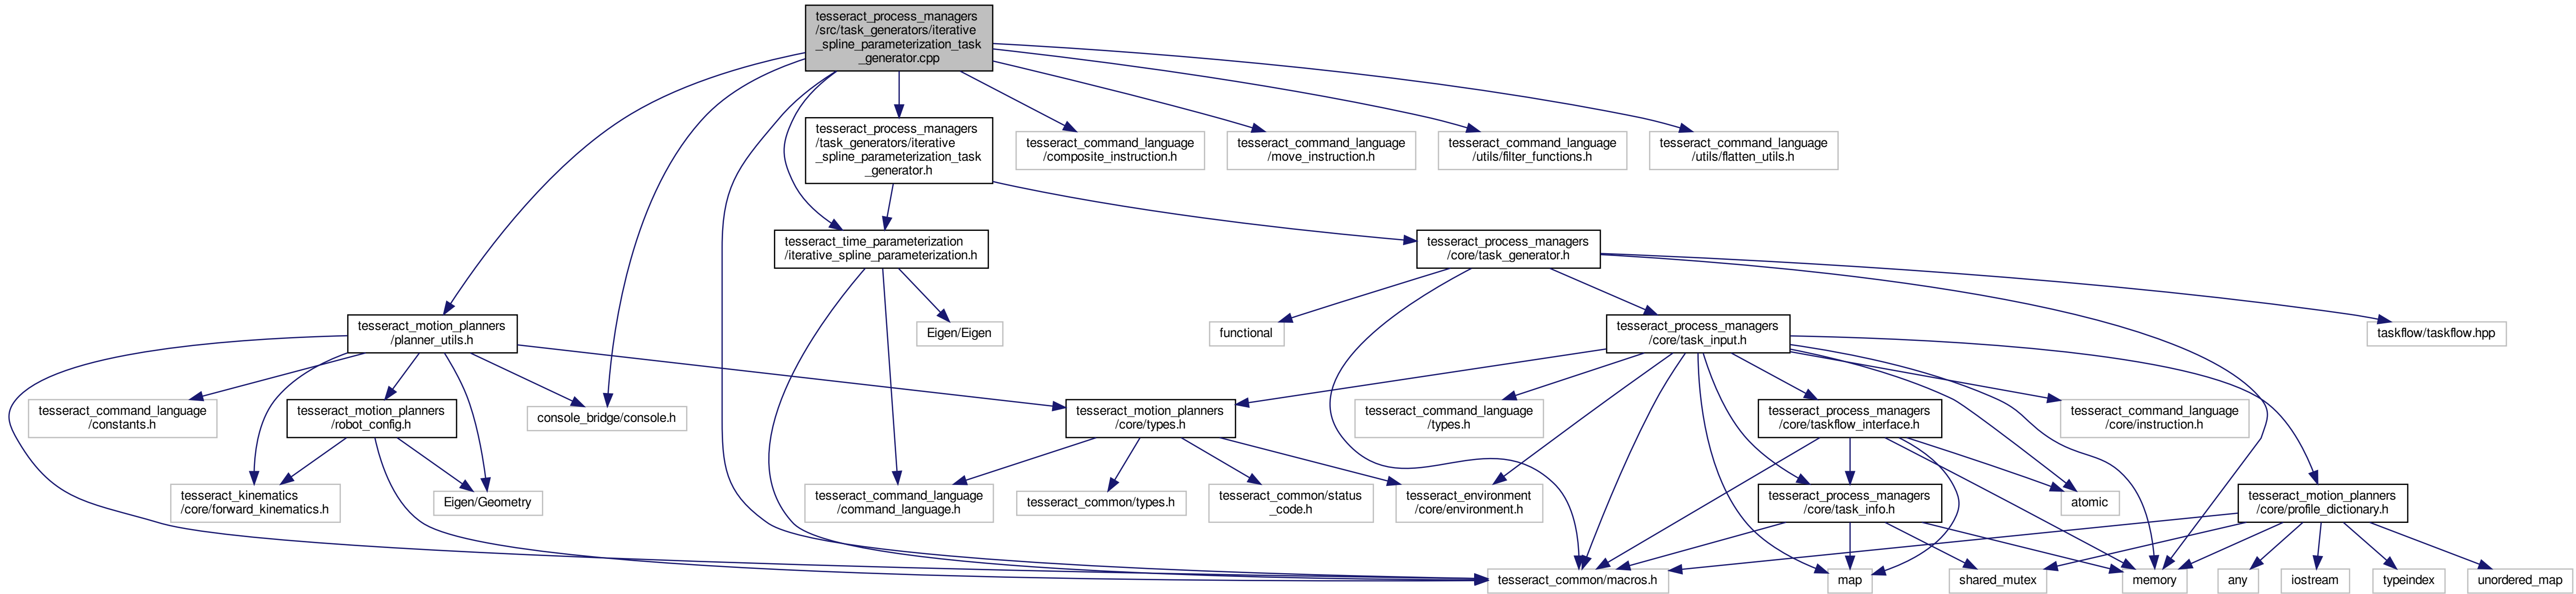 tesseract_process_managers
/src/task_generators/iterative
_spline_parameterization_task
_generator.cpp
tesseract_process_managers
/task_generators/iterative
_spline_parameterization_task
_generator.h
tesseract_command_language
/composite_instruction.h
tesseract_command_language
/move_instruction.h
tesseract_command_language
/utils/filter_functions.h
tesseract_command_language
/utils/flatten_utils.h
tesseract_time_parameterization
/iterative_spline_parameterization.h
tesseract_process_managers
/core/task_generator.h
tesseract_motion_planners
/planner_utils.h
Eigen/Eigen
functional
tesseract_process_managers
/core/task_input.h
taskflow/taskflow.hpp
tesseract_command_language
/constants.h
tesseract_motion_planners
/robot_config.h
console_bridge/console.h
tesseract_motion_planners
/core/types.h
tesseract_command_language
/types.h
tesseract_process_managers
/core/taskflow_interface.h
tesseract_command_language
/core/instruction.h
tesseract_kinematics
/core/forward_kinematics.h
Eigen/Geometry
tesseract_command_language
/command_language.h
tesseract_common/types.h
tesseract_common/status
_code.h
tesseract_environment
/core/environment.h
tesseract_process_managers
/core/task_info.h
atomic
tesseract_motion_planners
/core/profile_dictionary.h
tesseract_common/macros.h
map
shared_mutex
memory
any
iostream
typeindex
unordered_map